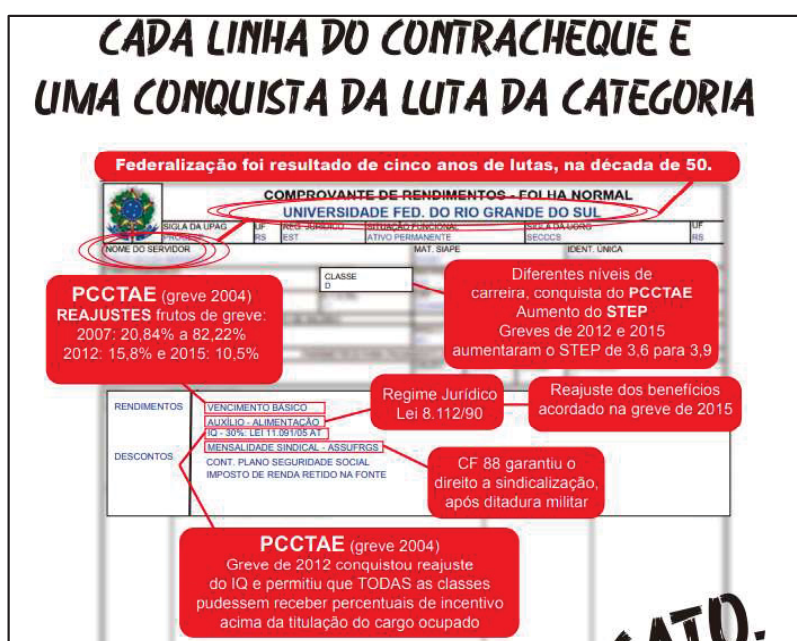 CADA LINHA DO CONTRACHEQUE E
UMA CONQUISTA DA LUTA DA CATEGORIA
Federalização foi resultado de cinco anos de lutas, na década de 50.
COMPROVANTE DE RENDIMENTOS - FOLHA NORMAL
UNIVERSIDADE FED. DO RIO GRANDE DO SUL
SIGLA DA UPAG UF REG. JURÍDICO SITUAÇÃO FUNCIONAL SIGLA DA UORG UF
RS EST ATIVO PERMANENTE SECCCS RS
NOME DO SERVIDOR MAT. SIAPE IDENT. ÚNICA
CLASSE
D
PCCTAE (greve 2004)
REAJUSTES frutos de greve:
2007: 20,84% a 82,22%
2012: 15,8% e 2015: 10,5%
Diferentes níveis de
carreira, conquista do PCCTAE
Aumento do STEP
Greves de 2012 e 2015
aumentaram o STEP de 3,6 para 3,9
RENDIMENTOS
DESCONTOS
VENCIMENTO BÁSICO
AUXÍLIO - ALIMENTAÇÃO
IQ - 30%: LEI 11.091/05 AT
MENSALIDADE SINDICAL - ASSUFRGS
CONT. PLANO SEGURIDADE SOCIAL
IMPOSTO DE RENDA RETIDO NA FONTE
Regime Jurídico
Lei 8.112/90
Reajuste dos benefícios
acordado na greve de 2015
CF 88 garantiu o
direito a sindicalização,
após ditadura militar
PCCTAE (greve 2004)
Greve de 2012 conquistou reajuste
do IQ e permitiu que TODAS as classes
pudessem receber percentuais de incentivo
acima da titulação do cargo ocupado